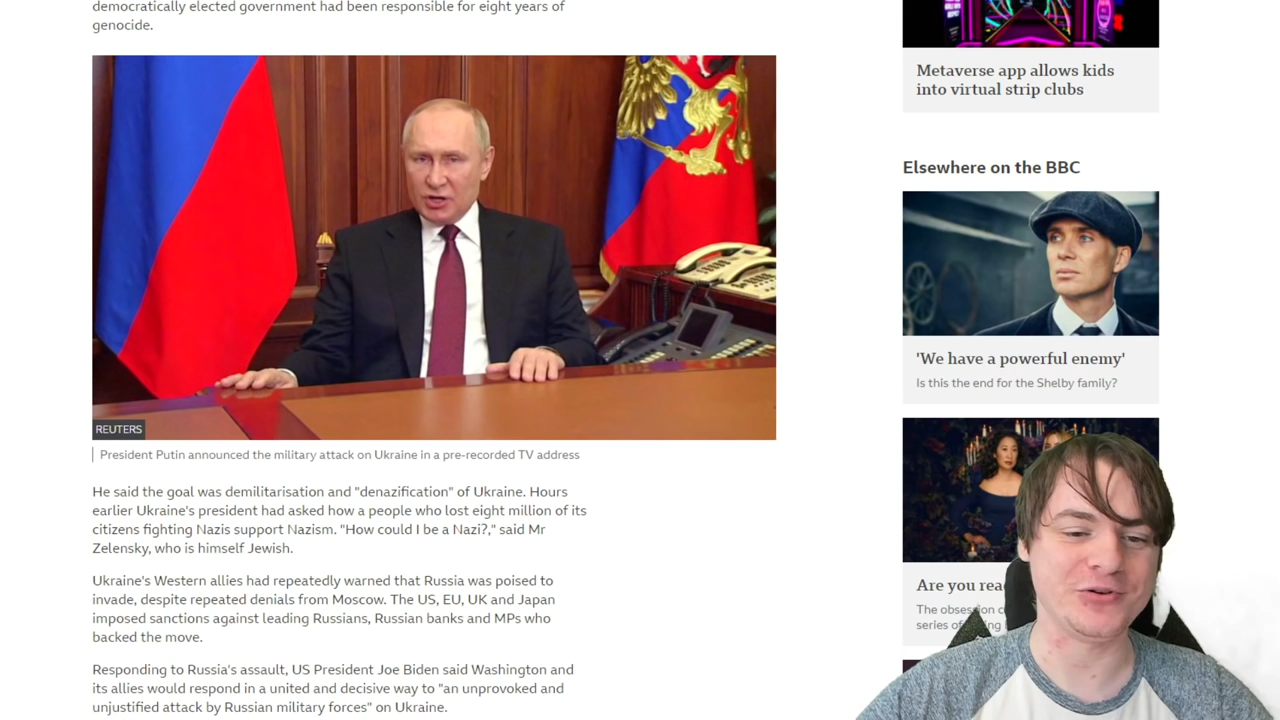 democratically elected government had been responsible for eight years of
genocide.
REUTERS
President Putin announced the military attack on Ukraine in a pre-recorded TV address
He said the goal was demilitarisation and "denazification" of Ukraine. Hours
earlier Ukraine's president had asked how a people who lost eight million of its
citizens fighting Nazis support Nazism. "How could I be a Nazi?," said Mr
Zelensky, who is himself Jewish.
Ukraine's Western allies had repeatedly warned that Russia was poised to
invade, despite repeated denials from Moscow. The US, EU, UK and Japan
imposed sanctions against leading Russians, Russian banks and MPs who
backed the move.
Responding to Russia's assault, US President Joe Biden said Washington and
its allies would respond in a united and decisive way to "an unprovoked and
unjustified attack by Russian military forces" on Ukraine.
Metaverse app allows kids
into virtual strip clubs
Elsewhere on the BBC
'We have a powerful enemy'
Is this the end for the Shelby family?
Are you
The
series